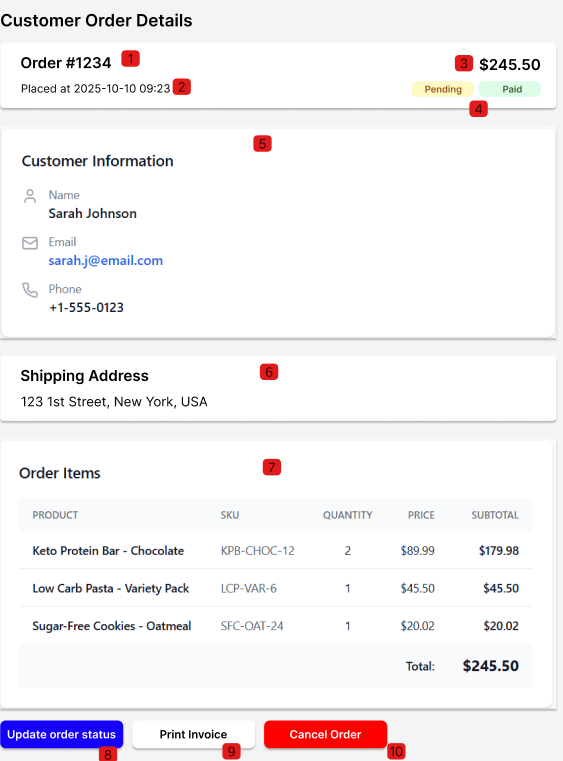 Customer Order Details
Order #1234 1
3 $245.50
Placed at 2025-10-10 09:23 2
Pending Paid
4
5
Customer Information
Name
Sarah Johnson
Email
sarah.j@email.com
Phone
+1-555-0123
6
Shipping Address
123 1st Street, New York, USA
7
Order Items
PRODUCT SKU QUANTITY PRICE SUBTOTAL
Keto Protein Bar - Chocolate KPB-CHOC-12 2 $89.99 $179.98
Low Carb Pasta - Variety Pack LCP-VAR-6 1 $45.50 $45.50
Sugar-Free Cookies - Oatmeal SFC-OAT-24 1 $20.02 $20.02
Total: $245.50
Update order status Print Invoice Cancel Order
8 9 10